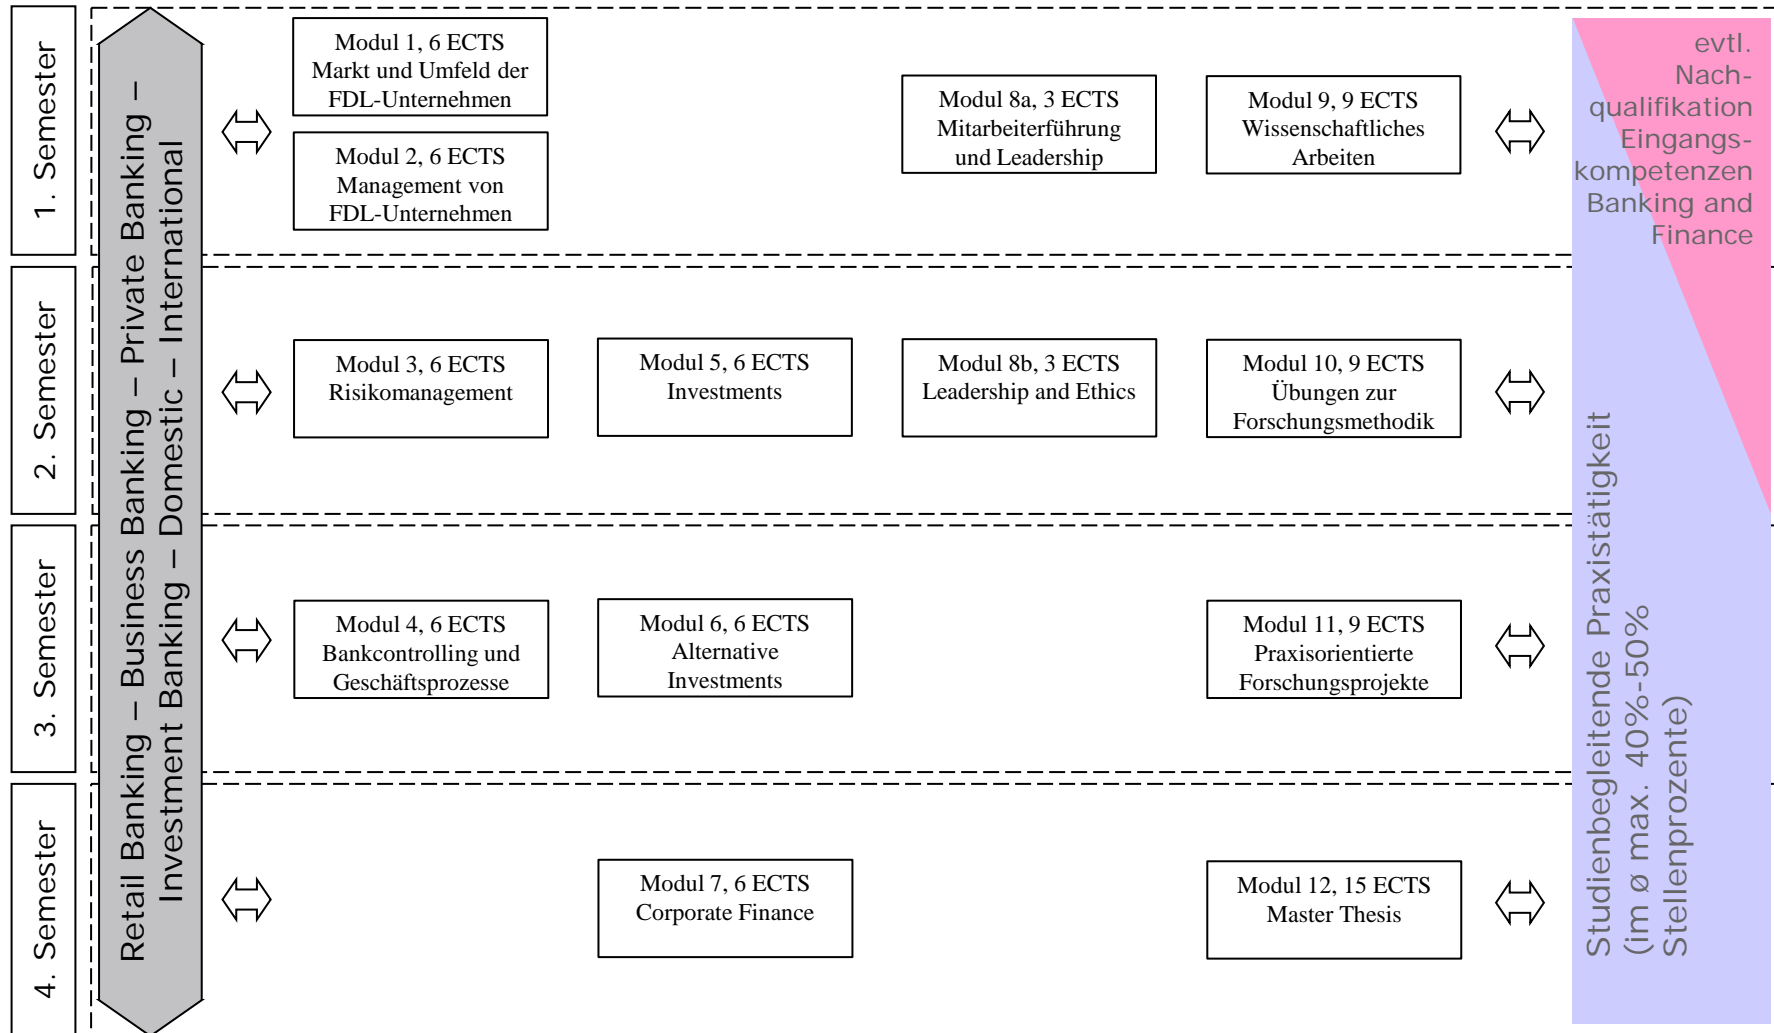 1. Semester
Retail Banking – Business Banking – Private Banking –
Investment Banking – Domestic – International
Modul 1, 6 ECTS
Markt und Umfeld der
FDL-Unternehmen
Modul 2, 6 ECTS
Management von
FDL-Unternehmen
Modul 8a, 3 ECTS
Mitarbeiterführung
und Leadership
Modul 9, 9 ECTS
Wissenschaftliches
Arbeiten
evtl.
Nach-
qualifikation
Eingangs-
kompetenzen
Banking and
Finance
2. Semester
Modul 3, 6 ECTS
Risikomanagement
Modul 5, 6 ECTS
Investments
Modul 8b, 3 ECTS
Leadership and Ethics
Modul 10, 9 ECTS
Übungen zur
Forschungsmethodik
Studienbegleitende Praxistätigkeit
(im ø max. 40%-50%
Stellenprozente)
3. Semester
Modul 4, 6 ECTS
Bankcontrolling und
Geschäftsprozesse
Modul 6, 6 ECTS
Alternative
Investments
Modul 11, 9 ECTS
Praxisorientierte
Forschungsprojekte
4. Semester
Modul 7, 6 ECTS
Corporate Finance
Modul 12, 15 ECTS
Master Thesis